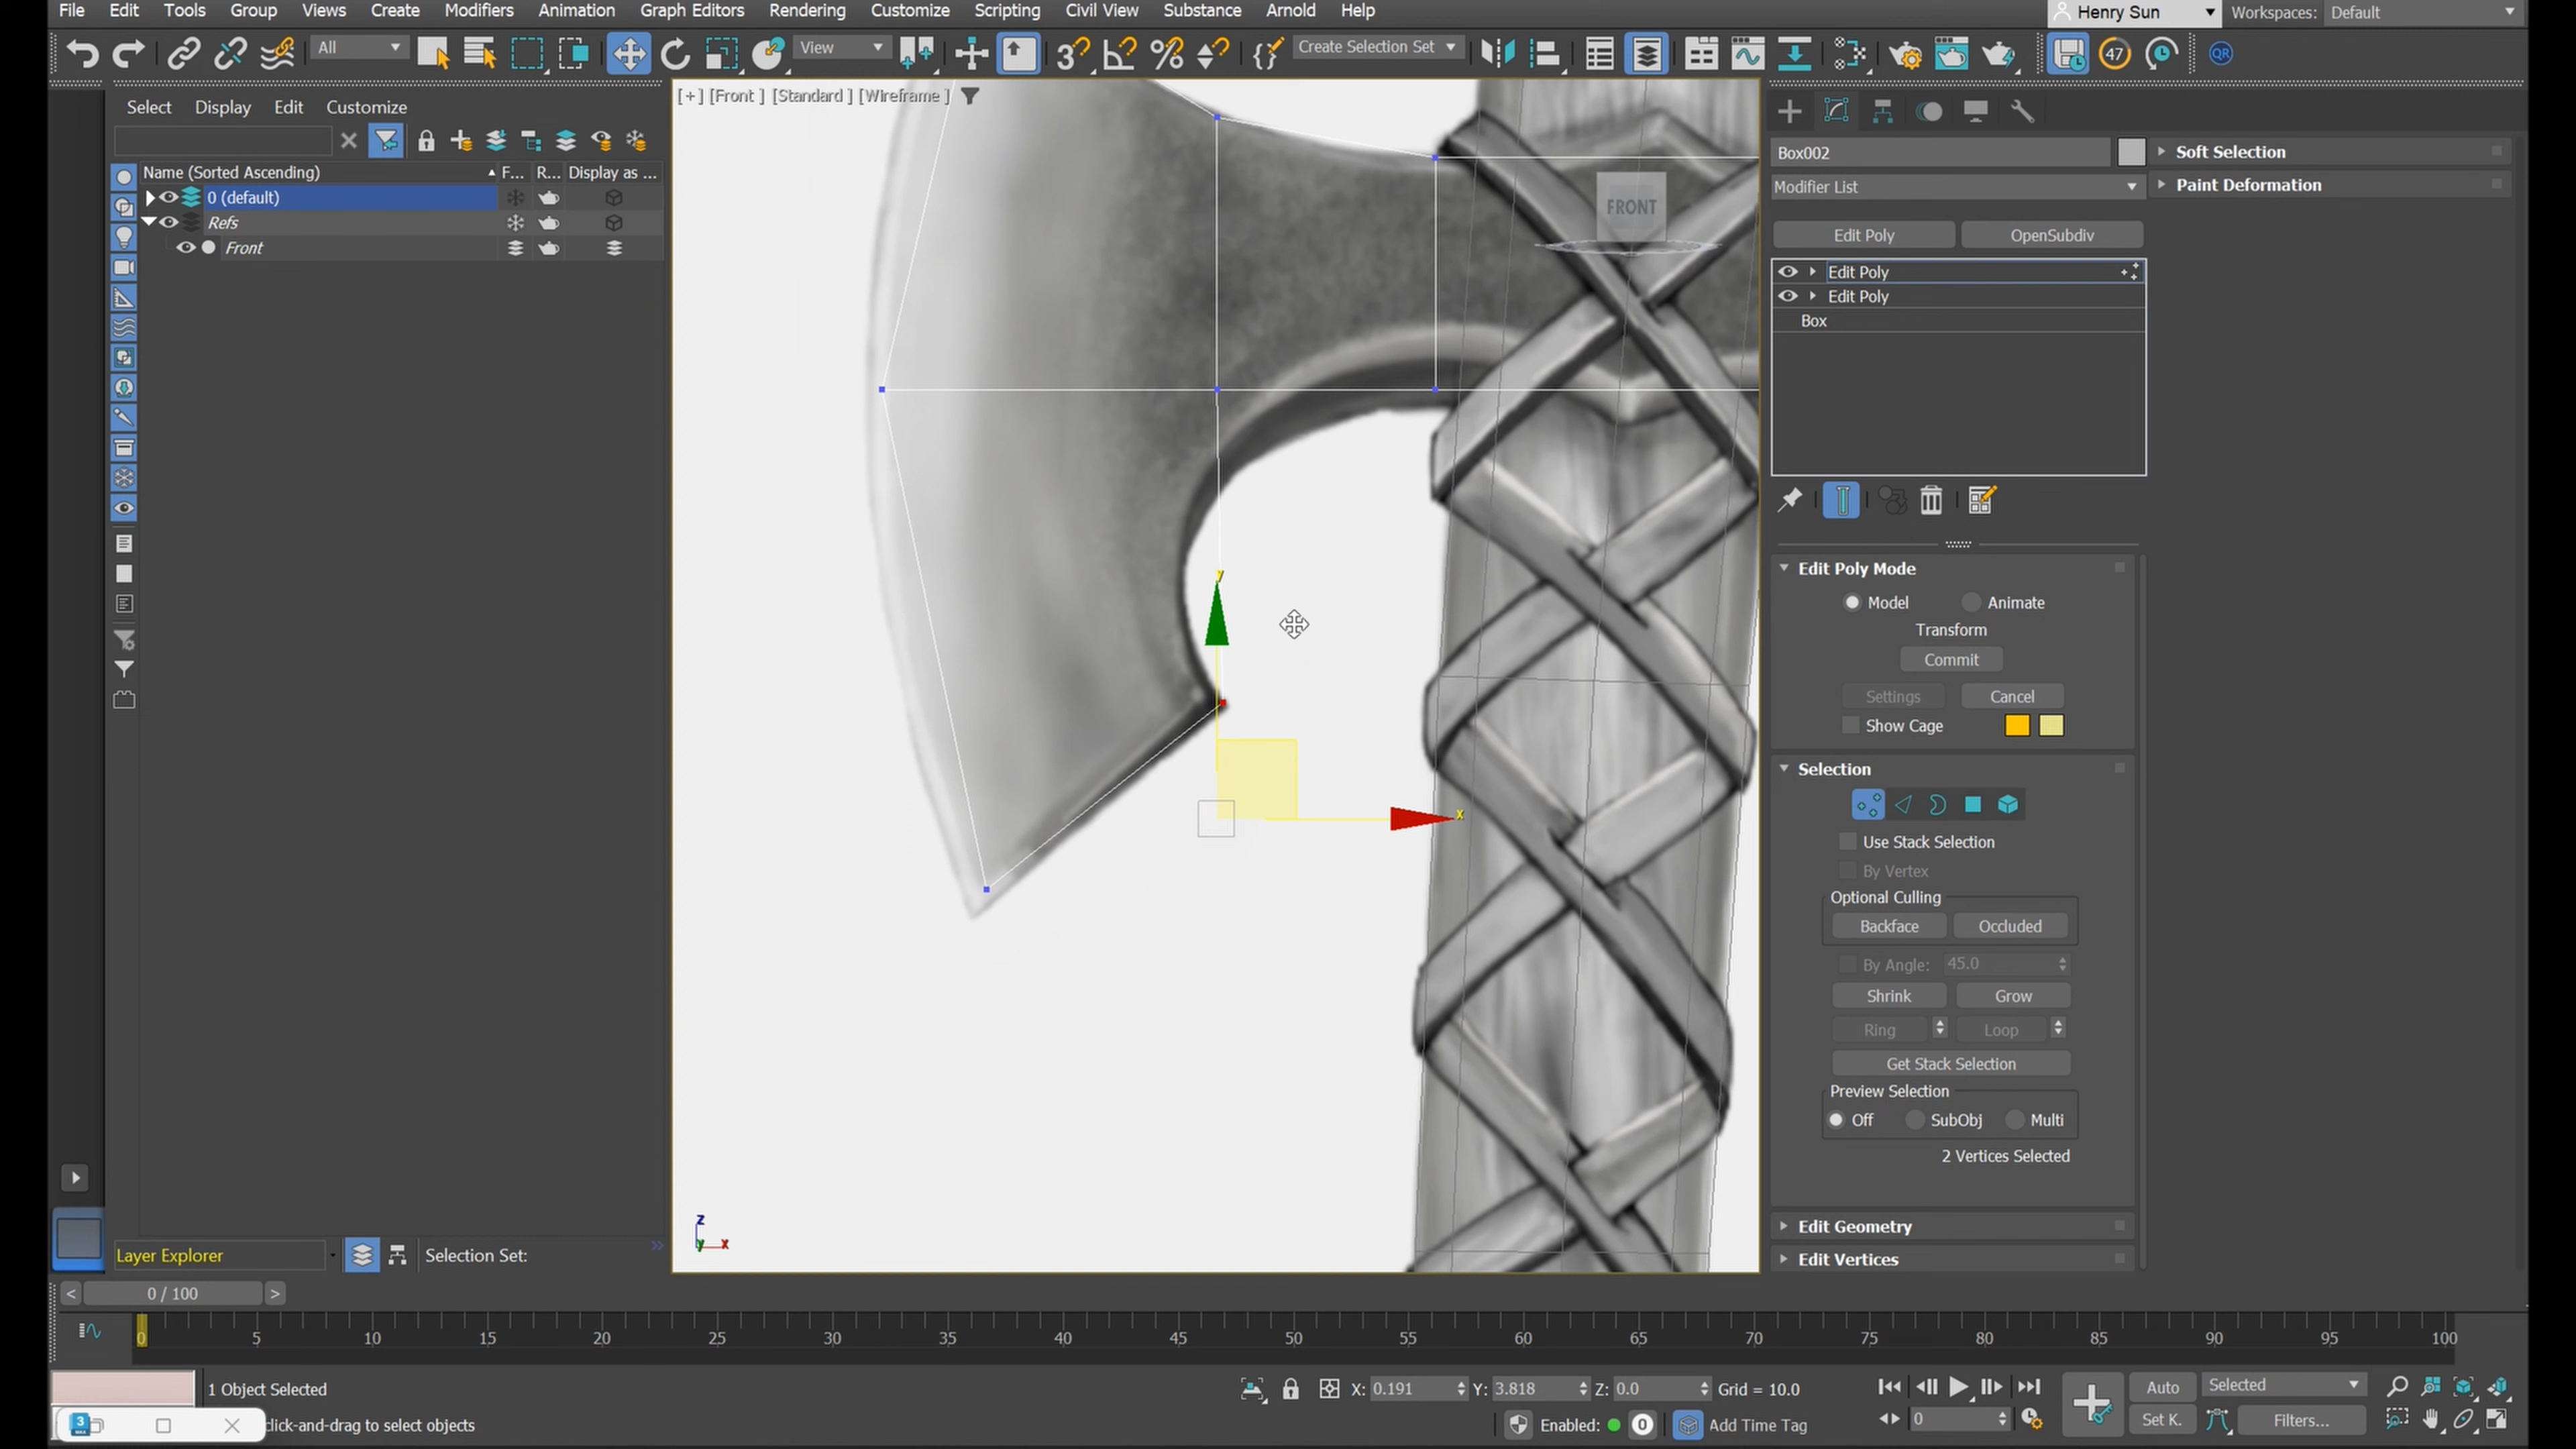 File Edit Tools Group Views Create Modifiers Animation Graph Editors Rendering Customize Scripting Civil View Substance Arnold Help Henry Sun Workspaces: Default
All View 3 Create Selection Set 47 QR
Select Display Edit Customize
[+] [Front ] [Standard ] [Wireframe ]
Name (Sorted Ascending) F... R... Display as ...
0 (default)
Refs
Front
FRONT
y
x
z
y x
Box002
Modifier List
Edit Poly OpenSubdiv
Edit Poly
Edit Poly
Box
Edit Poly Mode
Model Animate
Transform
Commit
Settings Cancel
Show Cage
Selection
Use Stack Selection
By Vertex
Optional Culling
Backface Occluded
By Angle: 45.0
Shrink Grow
Ring Loop
Get Stack Selection
Preview Selection
Off SubObj Multi
2 Vertices Selected
Edit Geometry
Edit Vertices
Soft Selection
Paint Deformation
Layer Explorer Selection Set:
< 0 / 100 >
0 5 10 15 20 25 30 35 40 45 50 55 60 65 70 75 80 85 90 95 100
1 Object Selected X: 0.191 Y: 3.818 Z: 0.0 Grid = 10.0 Auto Selected
3 click-and-drag to select objects Enabled: 0 Add Time Tag 0 Set K. Filters...